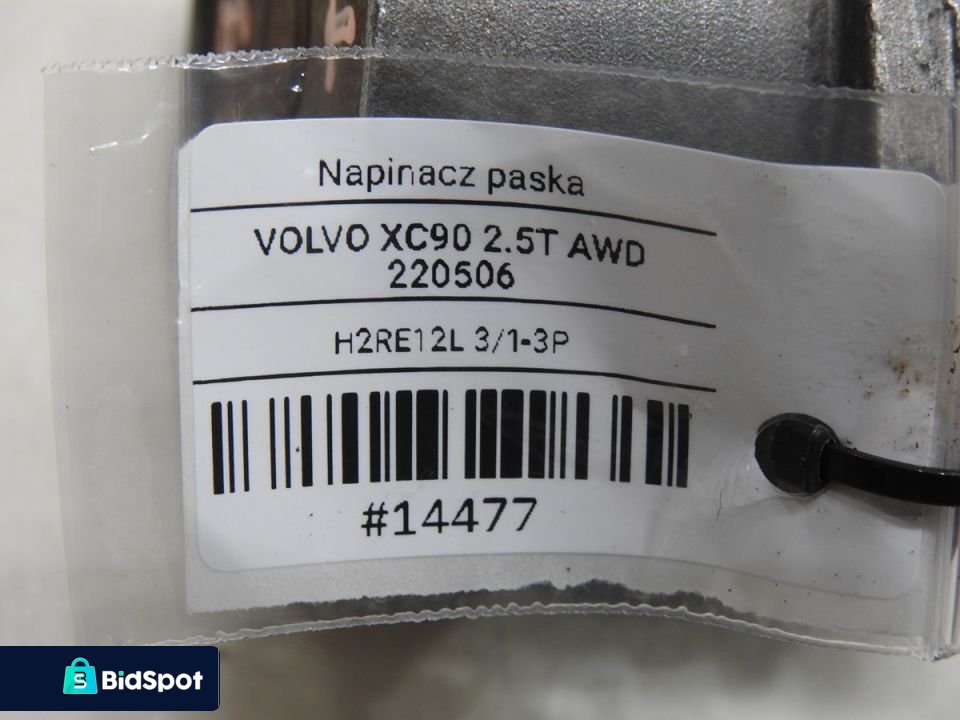 Napinacz paska
VOLVO XC90 2.5T AWD
220506
H2RE12L 3/1-3P
#14477
S BidSpot